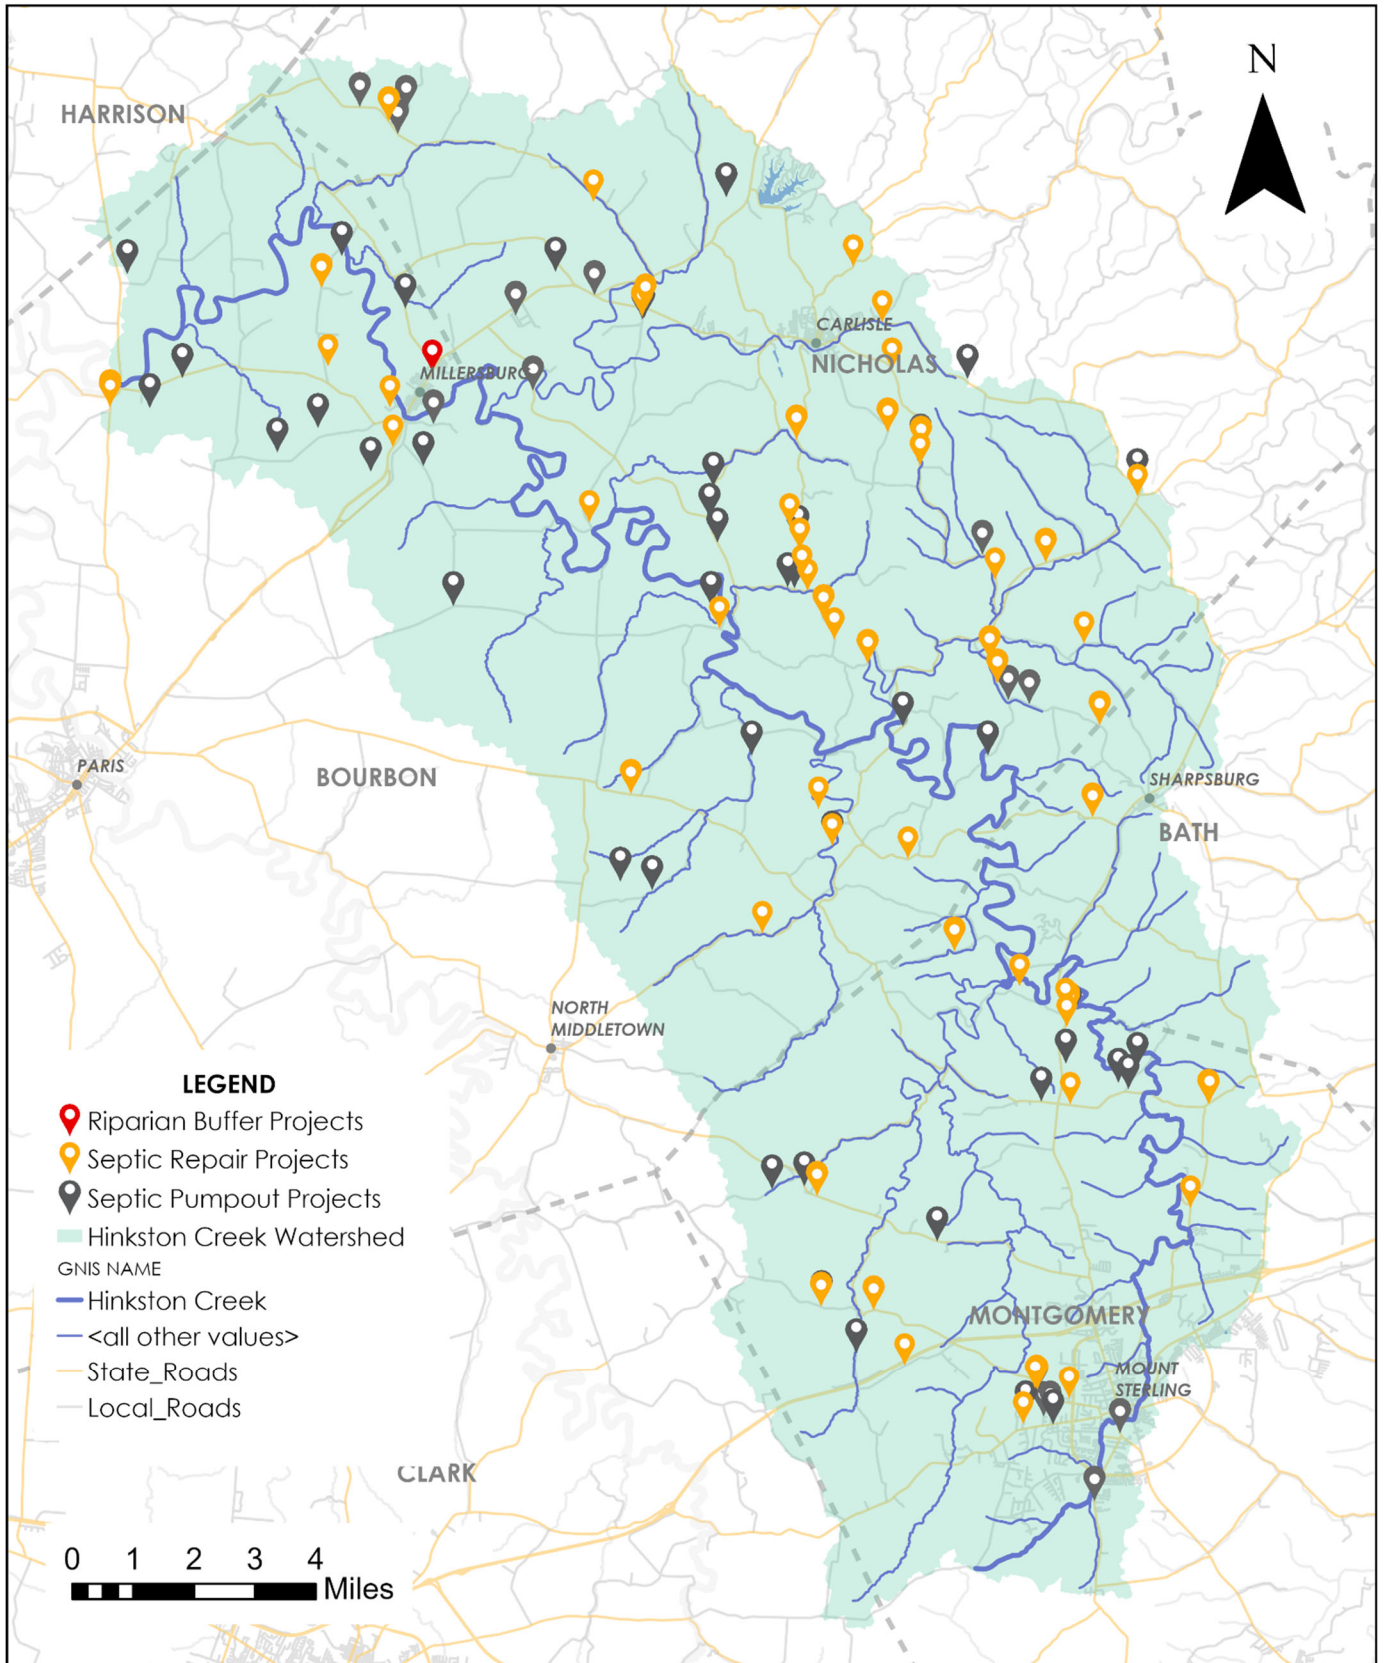 N
HARRISON
CARLISLE
NICHOLAS
MILLERSBURG
PARIS
BOURBON
SHARPSBURG
BATH
NORTH
MIDDLETOWN
LEGEND
Riparian Buffer Projects
Septic Repair Projects
Septic Pumpout Projects
Hinkston Creek Watershed
GNIS NAME
Hinkston Creek
<all other values>
State_Roads
Local_Roads
MONTGOMERY
MOUNT
STERLING
CLARK
0 1 2 3 4
Miles